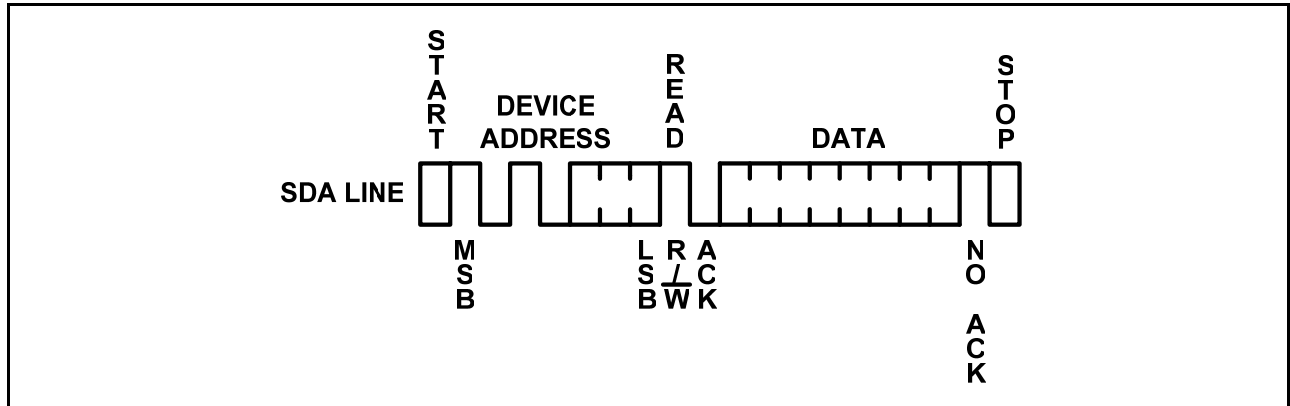 START
DEVICE
ADDRESS
READ
DATA
STOP
SDA LINE
MSB
LSB
R/W
ACK
NO ACK